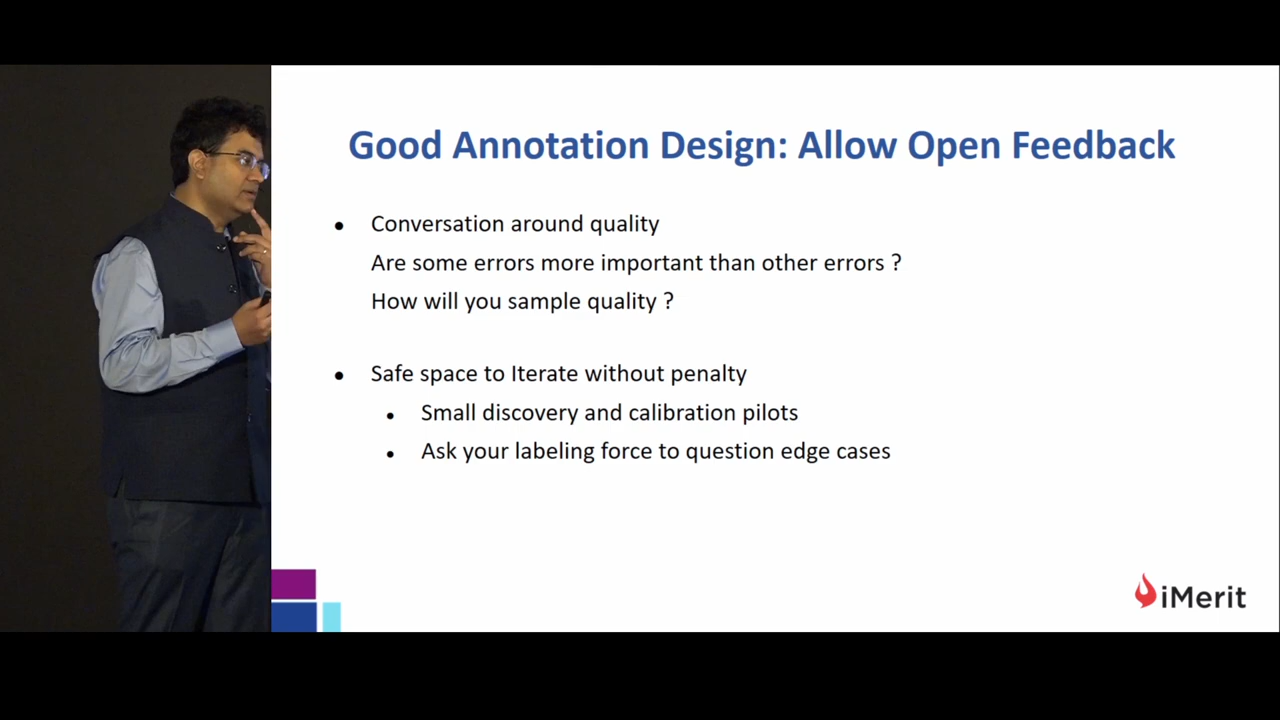 Good Annotation Design: Allow Open Feedback
● Conversation around quality
Are some errors more important than other errors ?
How will you sample quality ?
● Safe space to Iterate without penalty
● Small discovery and calibration pilots
● Ask your labeling force to question edge cases
iMerit